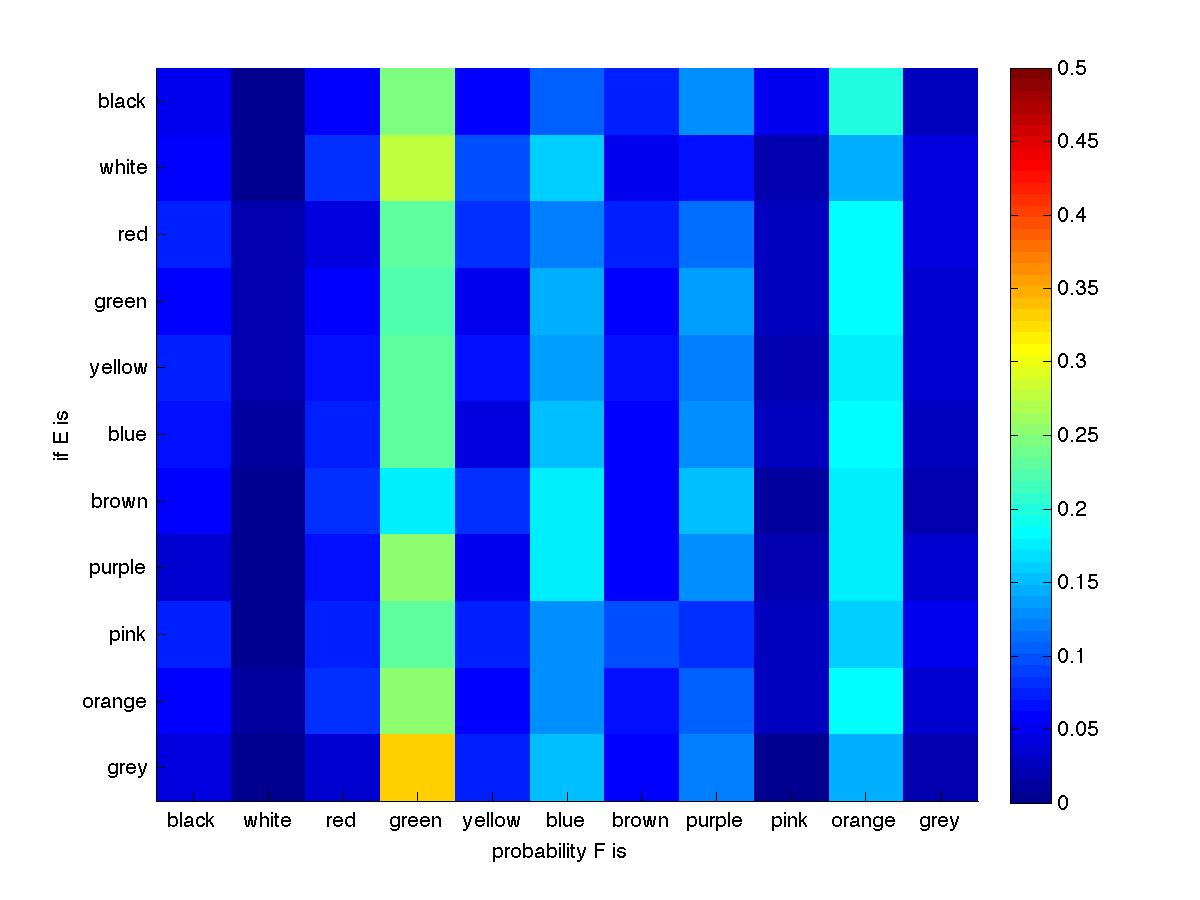 black
white
red
green
yellow
blue
brown
purple
pink
orange
grey
if E is
black white red green yellow blue brown purple pink orange grey
probability F is
0.5
0.45
0.4
0.35
0.3
0.25
0.2
0.15
0.1
0.05
0